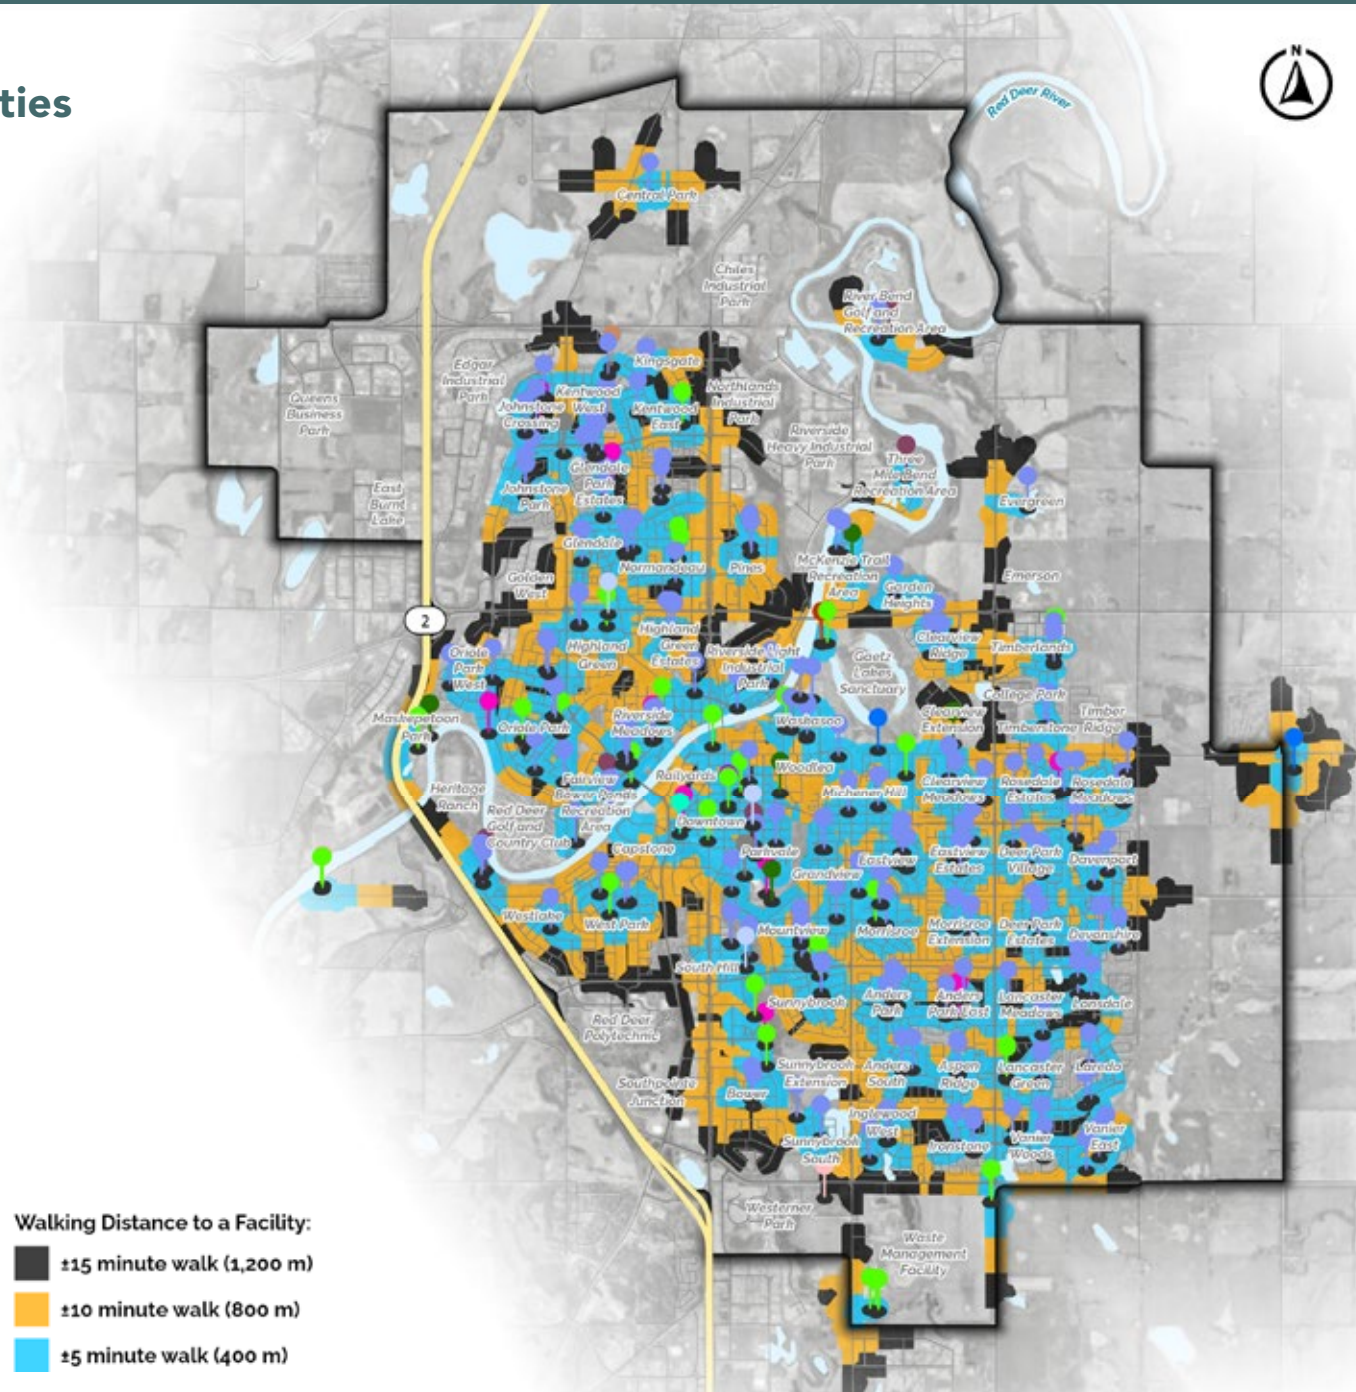 ties
N
Red Deer River
Central Park
Chiles
Industrial
Park
River Bend
Golf and
Recreation Area
Edgar
Industrial
Park
Kingsgate
Queens
Business
Park
Johnstone
Crossing
Kentwood
West
Kentwood
East
Northlands
Industrial
Park
Riverside
Heavy Industrial
Park
Three
Mile Bend
Recreation Area
East
Burnt
Lake
Johnstone
Park
Glendale
Park
Estates
Evergreen
Glendale
Normandeau
Pines
McKenzie Trail
Recreation
Area
Golden
West
Garden
Heights
Emerson
2
Highland
Green
Highland
Green
Estates
Clearview
Ridge
Timberlands
Oriole
Park
West
Riverside Light
Industrial
Park
Gaetz
Lakes
Sanctuary
College Park
Maskepetoon
Park
Oriole Park
Riverside
Meadows
Waskasoo
Clearview
Extension
Timberstone
Timber
Ridge
Heritage
Ranch
Fairview
Bower Ponds
Recreation
Area
Railyards
Woodlea
Michener Hill
Clearview
Meadows
Rosedale
Estates
Rosedale
Meadows
Red Deer
Golf and
Country Club
Downtown
Capstone
Parkvale
Grandview
Eastview
Eastview
Estates
Deer Park
Village
Davenport
Westlake
West Park
Mountview
Morrisroe
Morrisroe
Extension
Deer Park
Estates
Devonshire
South Hill
Sunnybrook
Anders
Park
Anders
Park East
Lancaster
Meadows
Lonsdale
Red Deer
Polytechnic
Southpointe
Junction
Bower
Sunnybrook
Extension
Anders
South
Aspen
Ridge
Lancaster
Green
Laredo
Sunnybrook
South
Inglewood
West
Ironstone
Vanier
Woods
Vanier
East
Westerner
Park
Waste
Management
Facility
Walking Distance to a Facility:
±15 minute walk (1,200 m)
±10 minute walk (800 m)
±5 minute walk (400 m)